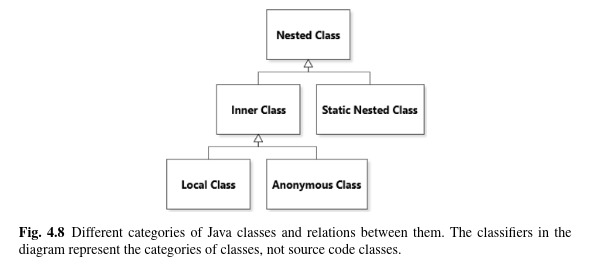 Nested Class
Inner Class
Static Nested Class
Local Class
Anonymous Class
Fig. 4.8 Different categories of Java classes and relations between them. The classifiers in the
diagram represent the categories of classes, not source code classes.